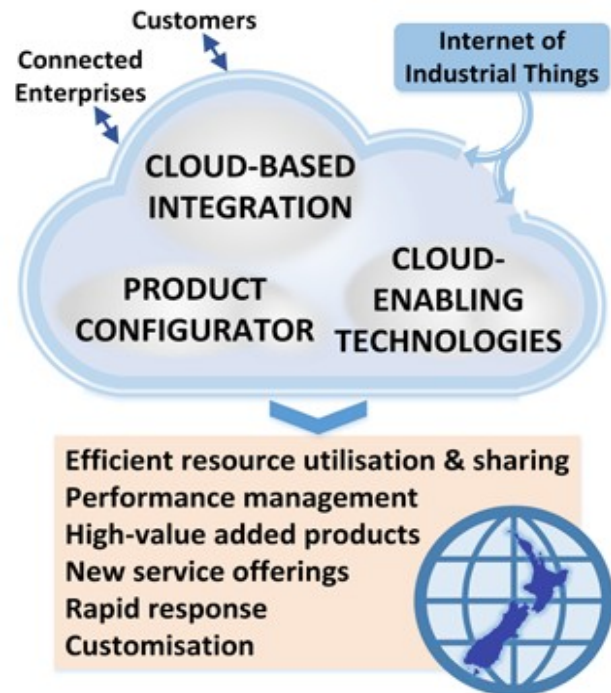 Customers
Connected
Enterprises
Internet of
Industrial Things
CLOUD-BASED
INTEGRATION
PRODUCT
CONFIGURATOR
CLOUD-
ENABLING
TECHNOLOGIES
Efficient resource utilisation & sharing
Performance management
High-value added products
New service offerings
Rapid response
Customisation